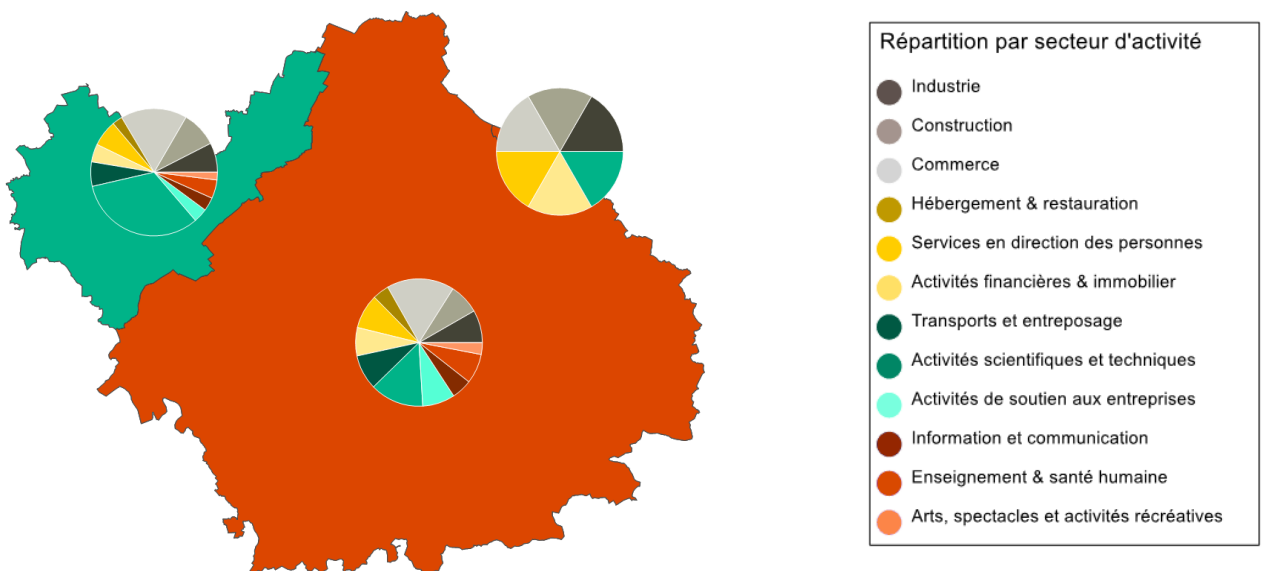 Répartition par secteur d'activité
Industrie
Construction
Commerce
Hébergement & restauration
Services en direction des personnes
Activités financières & immobilier
Transports et entreposage
Activités scientifiques et techniques
Activités de soutien aux entreprises
Information et communication
Enseignement & santé humaine
Arts, spectacles et activités récréatives